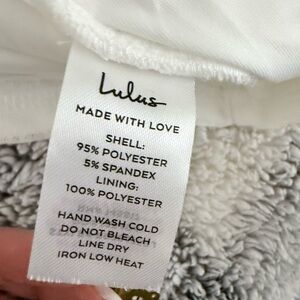 Lulus
MADE WITH LOVE
SHELL:
95% POLYESTER
5% SPANDEX
LINING:
100% POLYESTER
HAND WASH COLD
DO NOT BLEACH
LINE DRY
IRON LOW HEAT